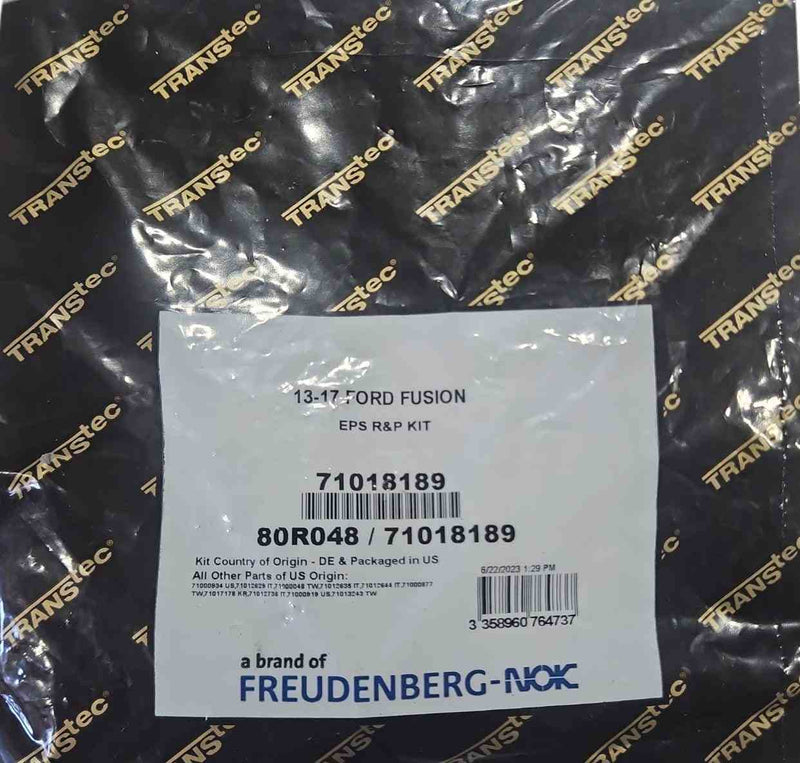 TRANStec®
13-17 FORD FUSION
EPS R&P KIT
71018189
80R048 / 71018189
Kit Country of Origin - DE & Packaged in US
All Other Parts of US Origin:
6/22/2023 1:29 PM
3 358960 764737
a brand of
FREUDENBERG-NOK